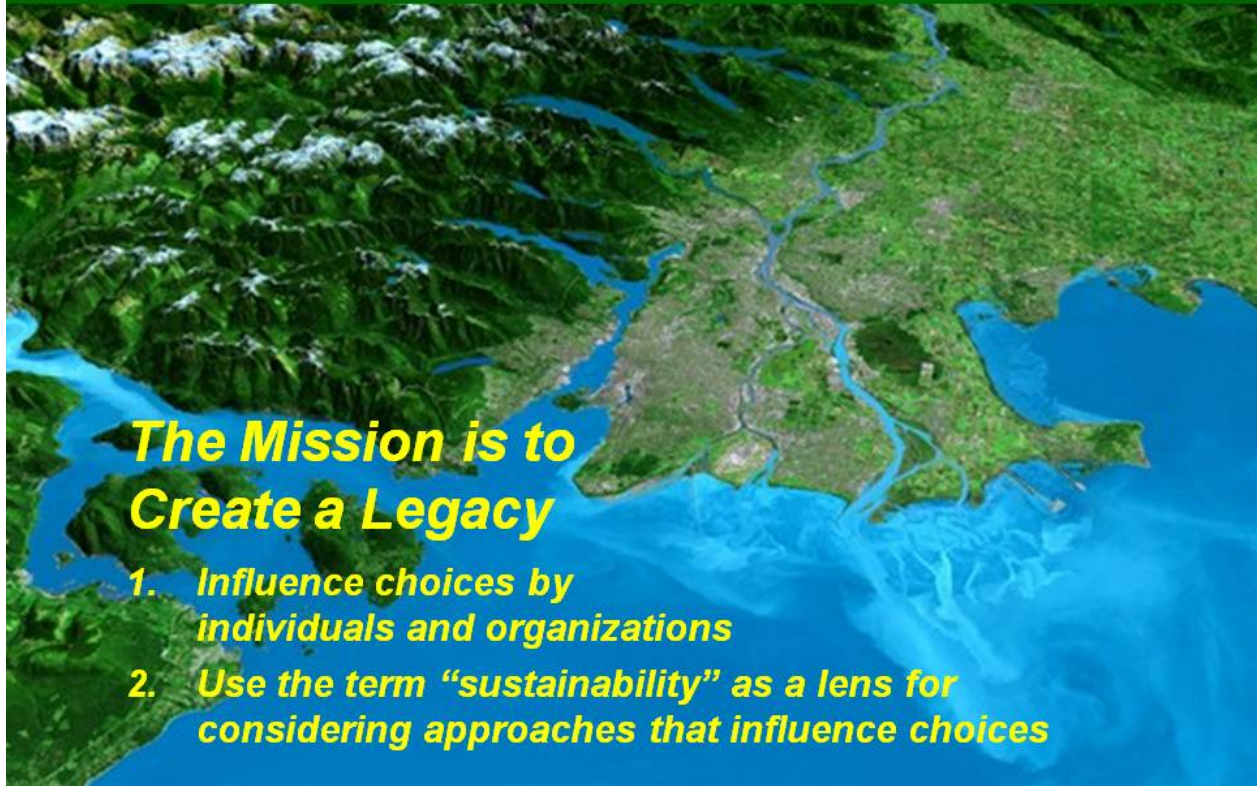 The Mission is to
Create a Legacy
1. Influence choices by
individuals and organizations
2. Use the term “sustainability” as a lens for
considering approaches that influence choices